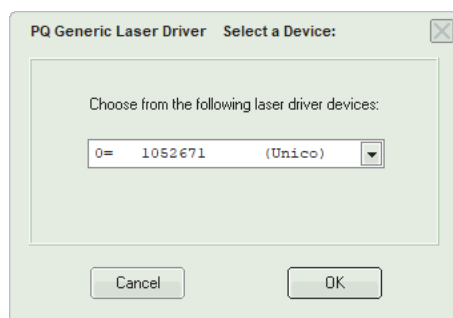 PQ Generic Laser Driver Select a Device:
Choose from the following laser driver devices:
0= 1052671 (Unico)
Cancel OK